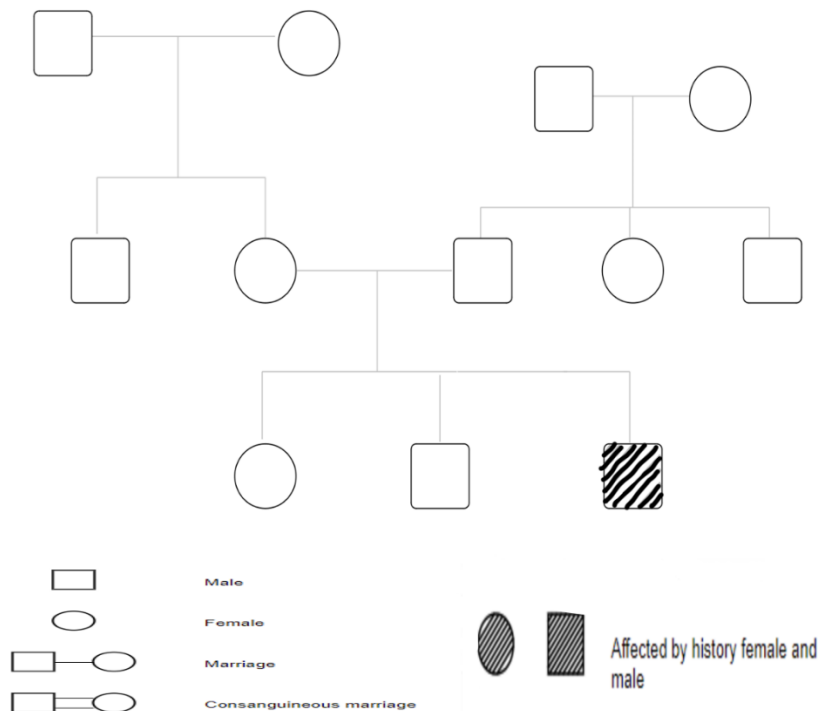 Male
Female
Marriage
Consanguineous marriage
Affected by history female and
male